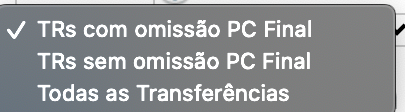 ✓ TRs com omissão PC Final
TRs sem omissão PC Final
Todas as Transferências